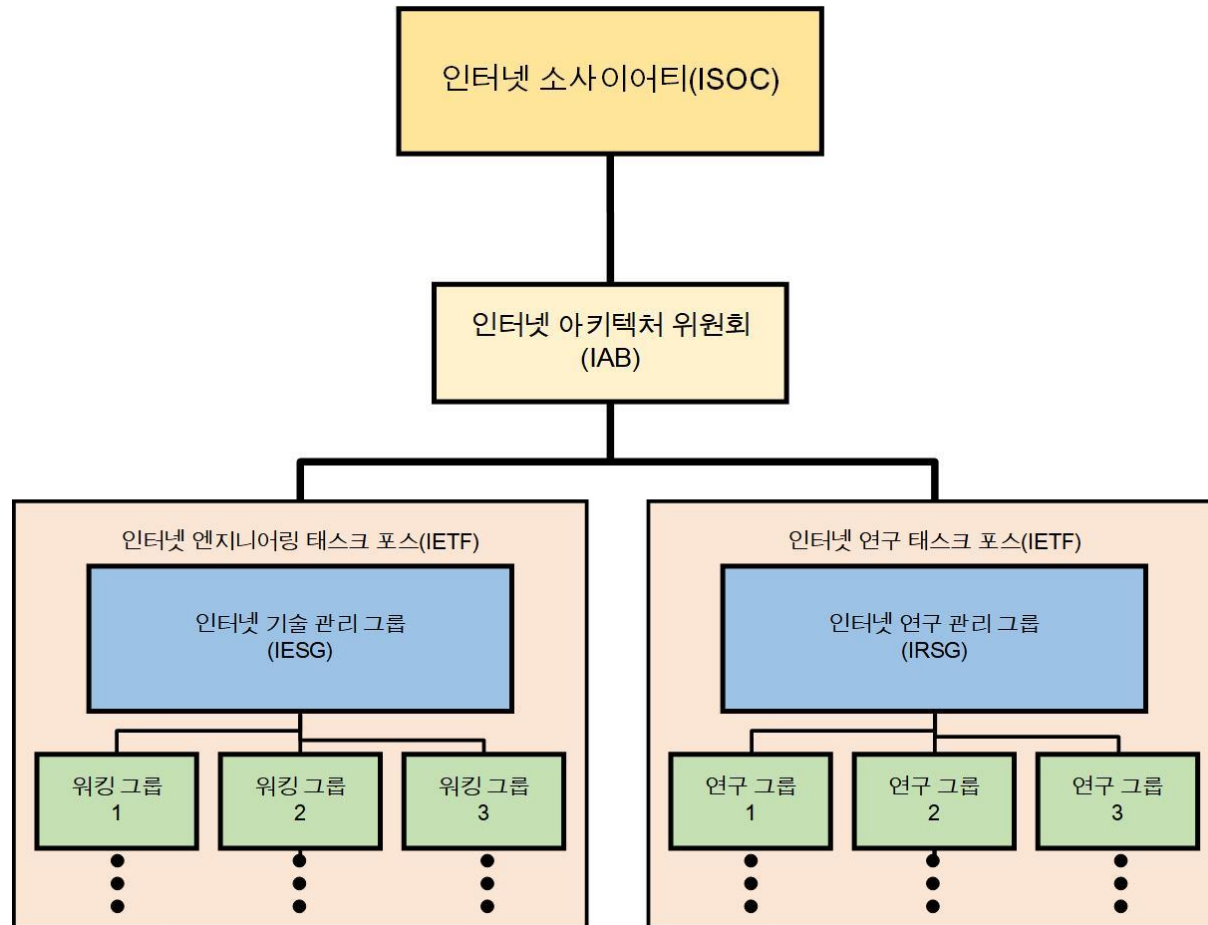 인터넷 소사이어티(ISOC)
인터넷 아키텍처 위원회
(IAB)
인터넷 엔지니어링 태스크 포스(IETF)
인터넷 기술 관리 그룹
(IESG)
워킹 그룹
1
워킹 그룹
2
워킹 그룹
3
인터넷 연구 태스크 포스(IETF)
인터넷 연구 관리 그룹
(IRSG)
연구 그룹
1
연구 그룹
2
연구 그룹
3